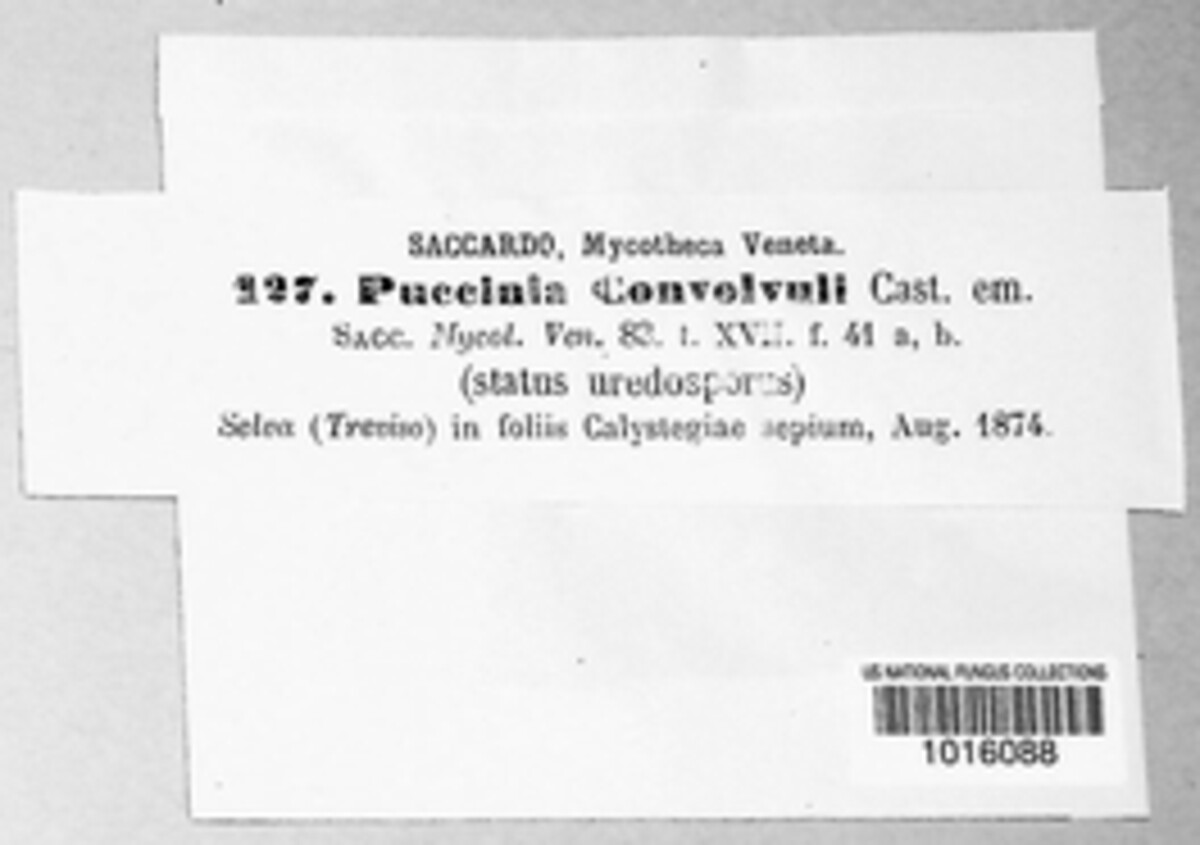 SACCARDO, Mycotheca Veneta.
127. Puccinia Convolvuli Cast. em.
SACC. Mycol. Ven. 83. t. f. 41 a, b.
(status uredosporus)
Selva (Treviso) in foliis Calystegiae sepium, Aug. 1874.
US NATIONAL FUNGUS COLLECTIONS
1016088